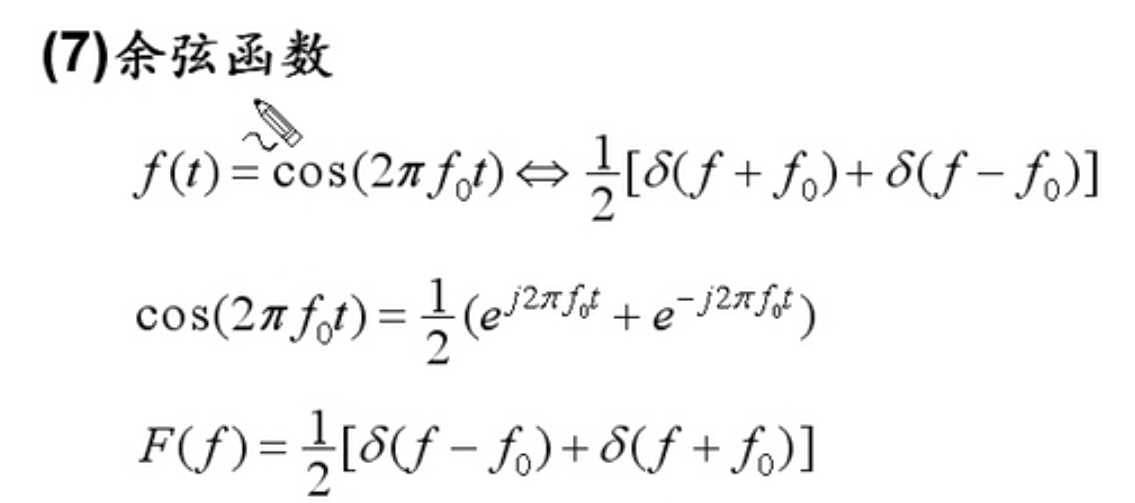 (7)余弦函数
f(t) = cos(2πf₀t) ⇔ 1/2[δ(f + f₀) + δ(f − f₀)]
cos(2πf₀t) = 1/2(e^{j2πf₀t} + e^{−j2πf₀t})
F(f) = 1/2[δ(f − f₀) + δ(f + f₀)]